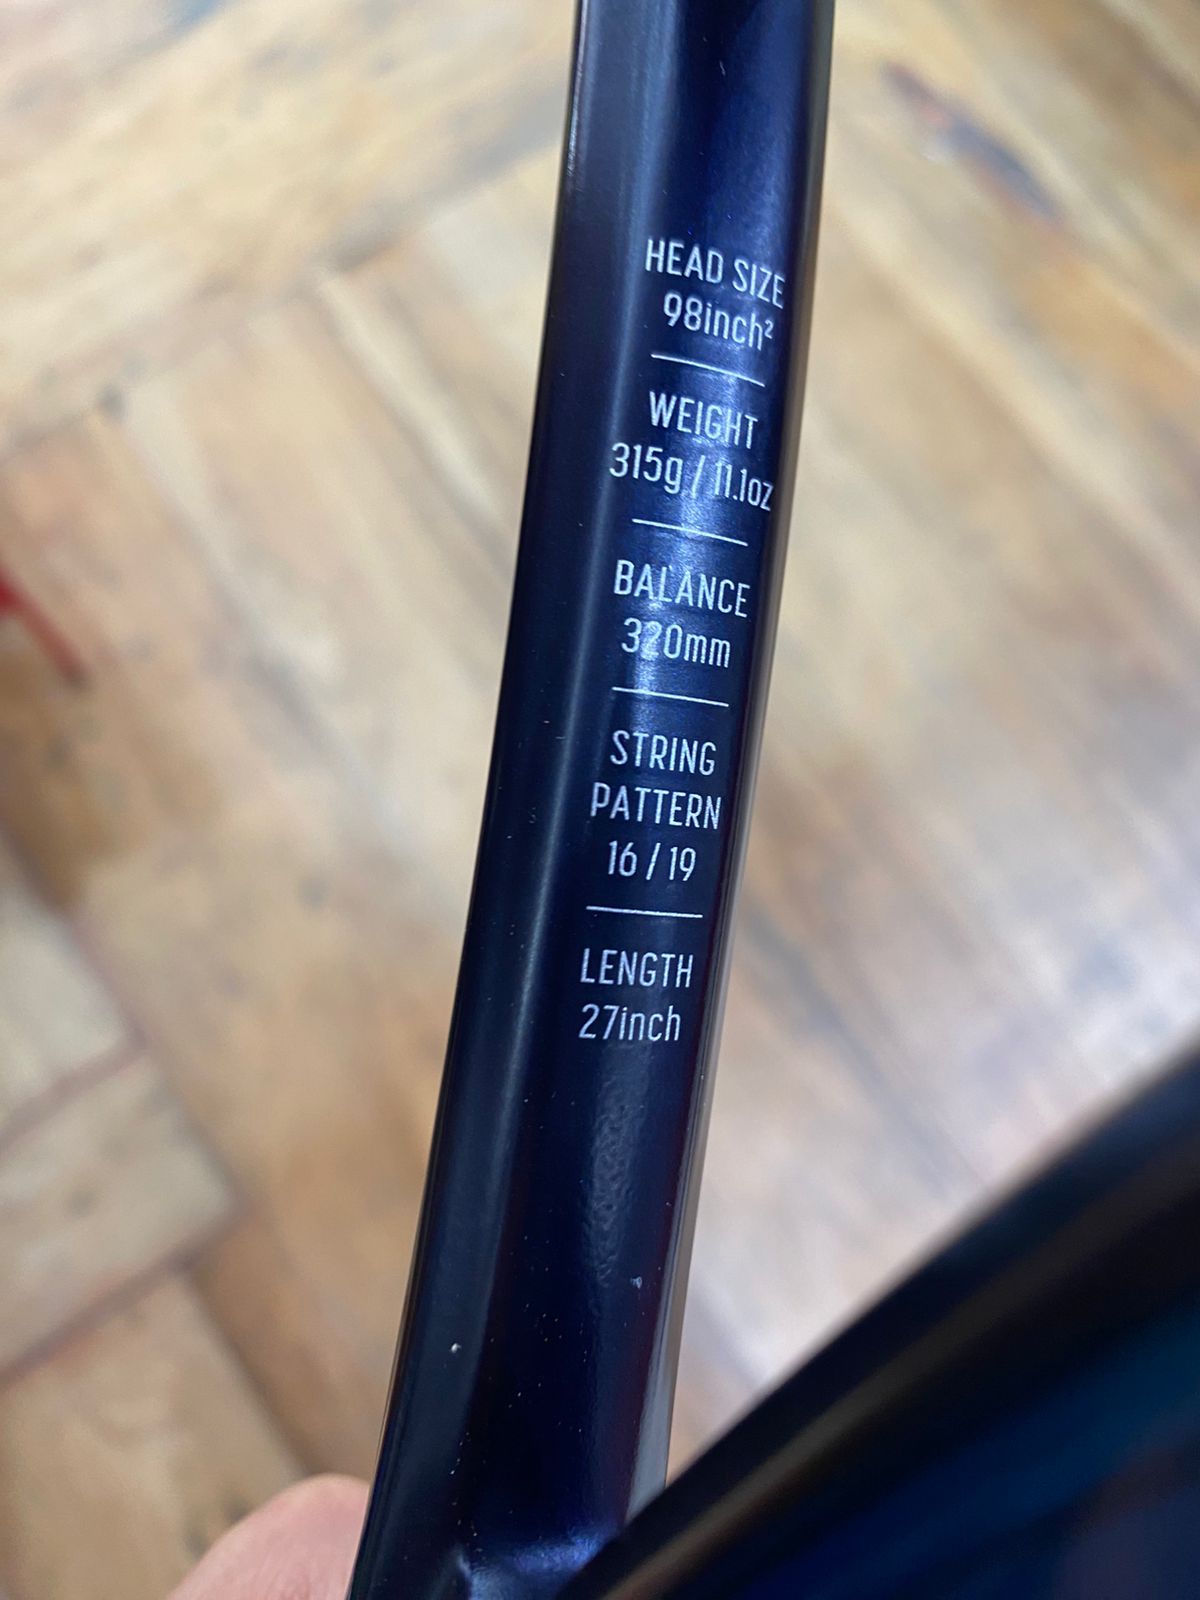 HEAD SIZE
98inch²
WEIGHT
315g / 11.1oz
BALANCE
320mm
STRING
PATTERN
16 / 19
LENGTH
27inch